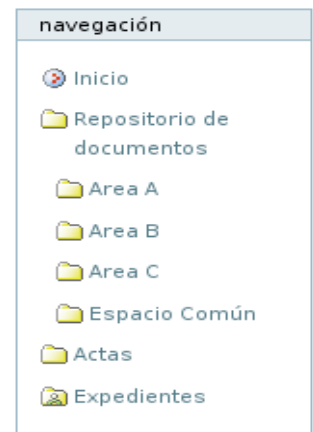 navegación
Inicio
Repositorio de
documentos
Area A
Area B
Area C
Espacio Común
Actas
Expedientes